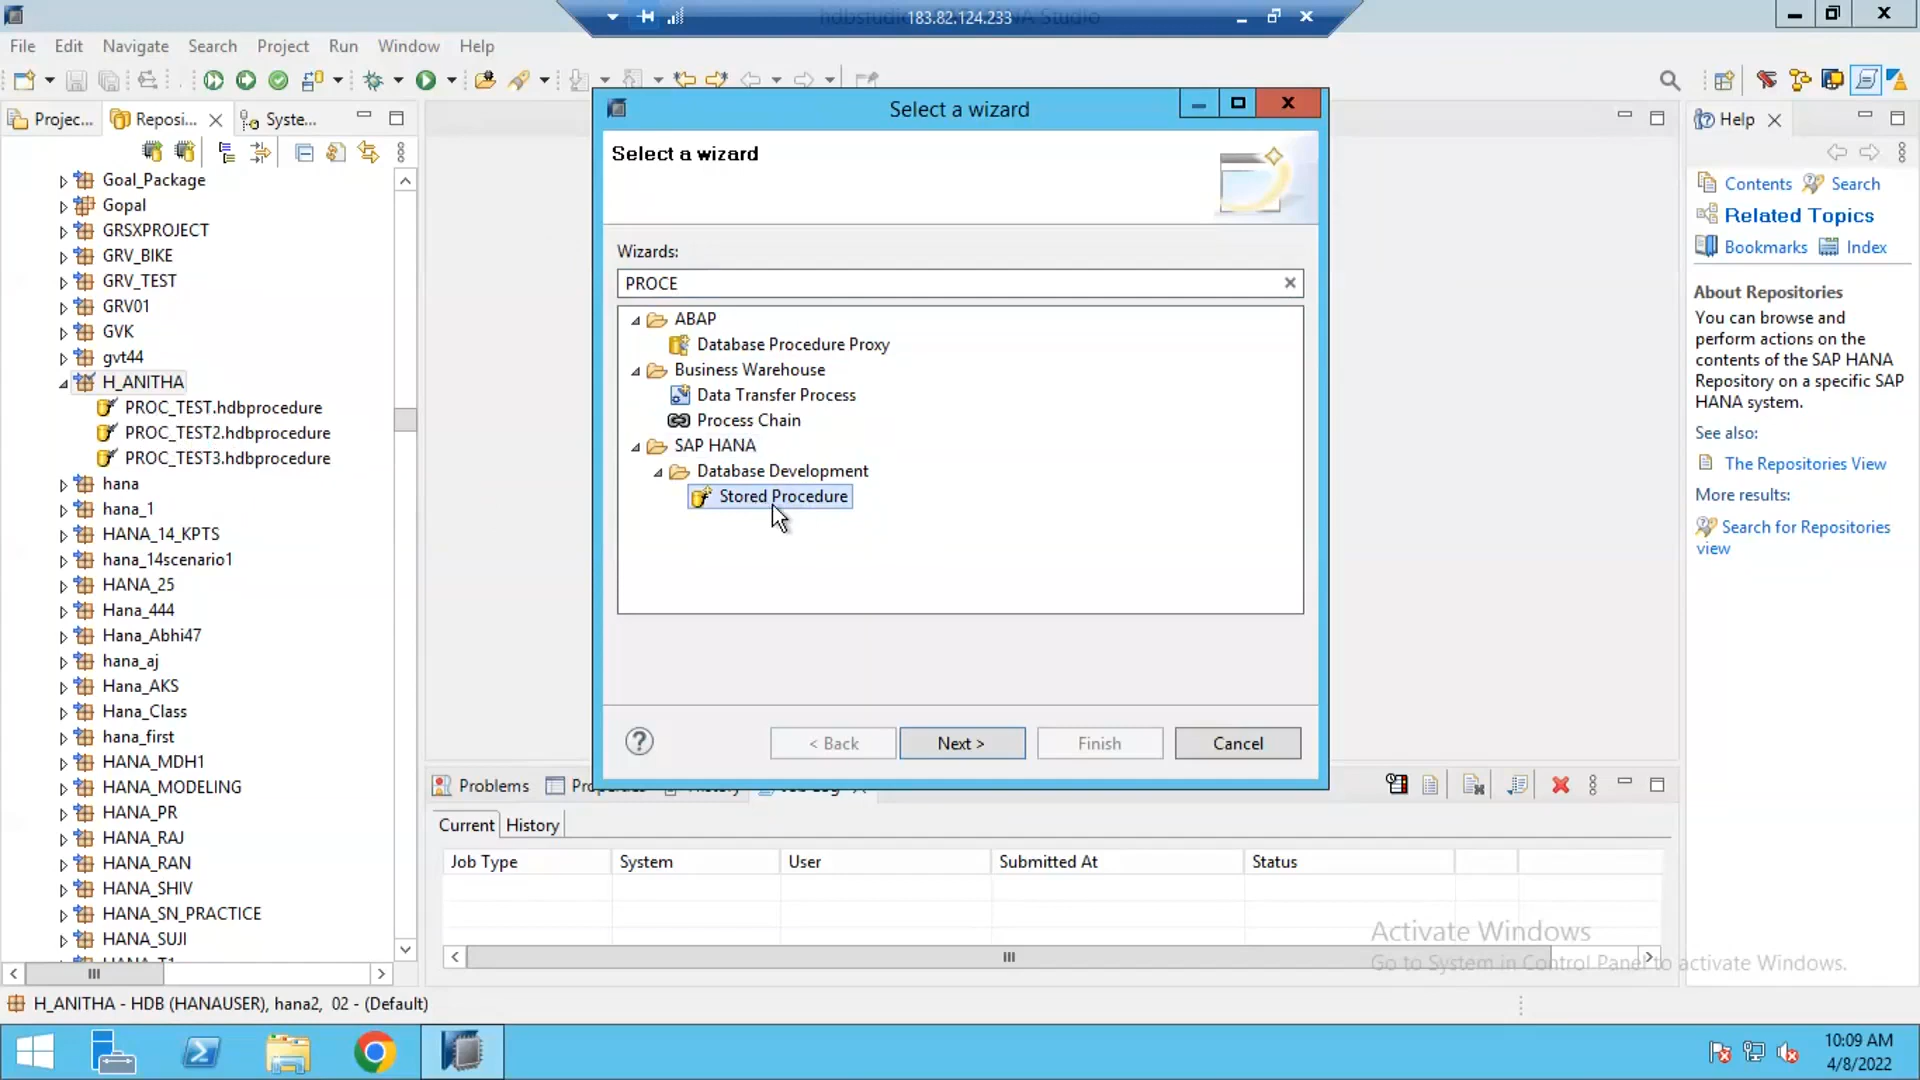 183.82.124.233
File Edit Navigate Search Project Run Window Help
Projec... Reposi... Syste...
Goal_Package
Gopal
GRSXPROJECT
GRV_BIKE
GRV_TEST
GRV01
GVK
gvt44
H_ANITHA
PROC_TEST.hdbprocedure
PROC_TEST2.hdbprocedure
PROC_TEST3.hdbprocedure
hana
hana_1
HANA_14_KPTS
hana_14scenario1
HANA_25
Hana_444
Hana_Abhi47
hana_aj
Hana_AKS
Hana_Class
hana_first
HANA_MDH1
HANA_MODELING
HANA_PR
HANA_RAJ
HANA_RAN
HANA_SHIV
HANA_SN_PRACTICE
HANA_SUJI
Select a wizard
Select a wizard
Wizards:
PROCE
ABAP
Database Procedure Proxy
Business Warehouse
Data Transfer Process
Process Chain
SAP HANA
Database Development
Stored Procedure
< Back Next > Finish Cancel
Problems
Current History
Job Type System User Submitted At Status
Help
Contents Search
Related Topics
Bookmarks Index
About Repositories
You can browse and
perform actions on the
contents of the SAP HANA
Repository on a specific SAP
HANA system.
See also:
The Repositories View
More results:
Search for Repositories
view
Activate Windows
Go to System in Control Panel to activate Windows.
H_ANITHA - HDB (HANAUSER), hana2, 02 - (Default)
10:09 AM
4/8/2022